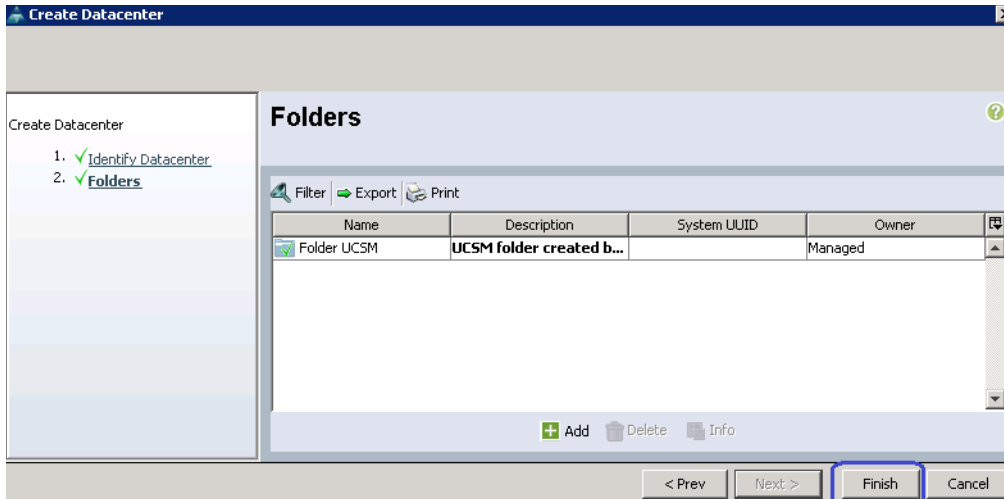 Create Datacenter
Create Datacenter
1. Identify Datacenter
2. Folders
Folders
Filter Export Print
Name Description System UUID Owner
Folder UCSM UCSM folder created b... Managed
Add Delete Info
< Prev Next > Finish Cancel